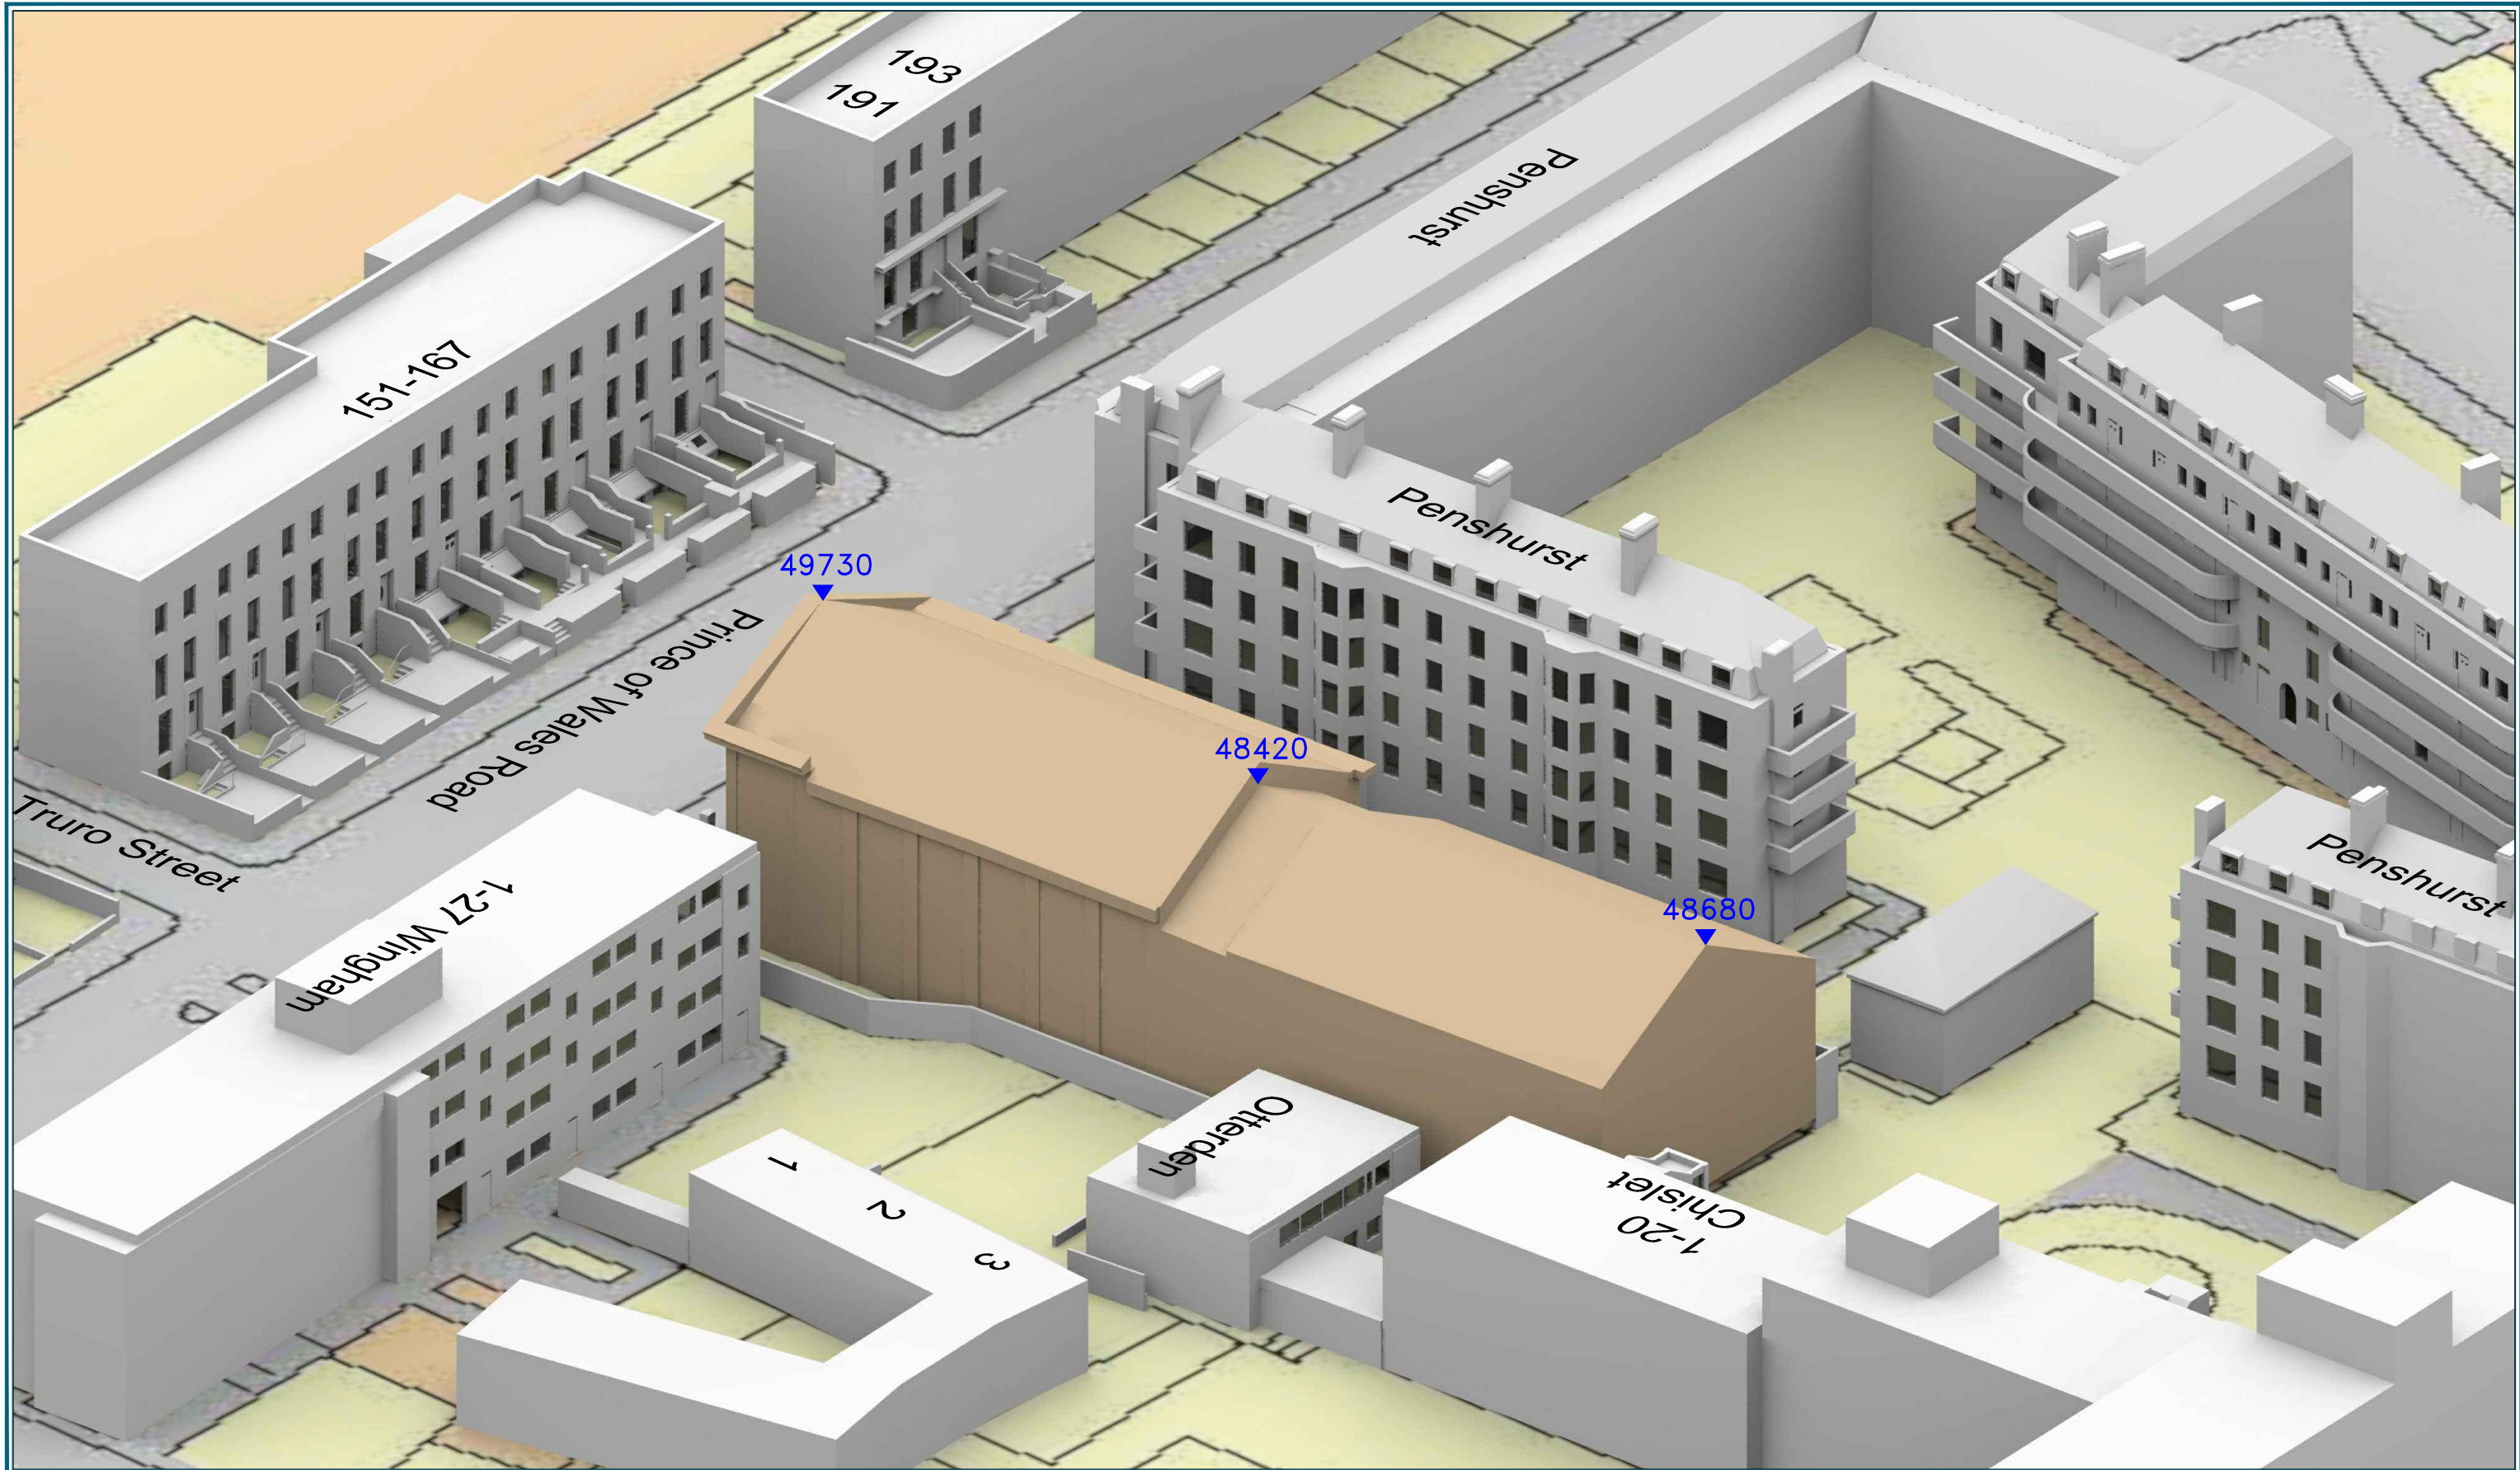 193
191
Penshurst
151-167
Penshurst
49730
Prince of Wales Road
48420
Truro Street
Penshurst
1-27 Wingham
48680
Otterden
1
2
3
1-20
Chislet